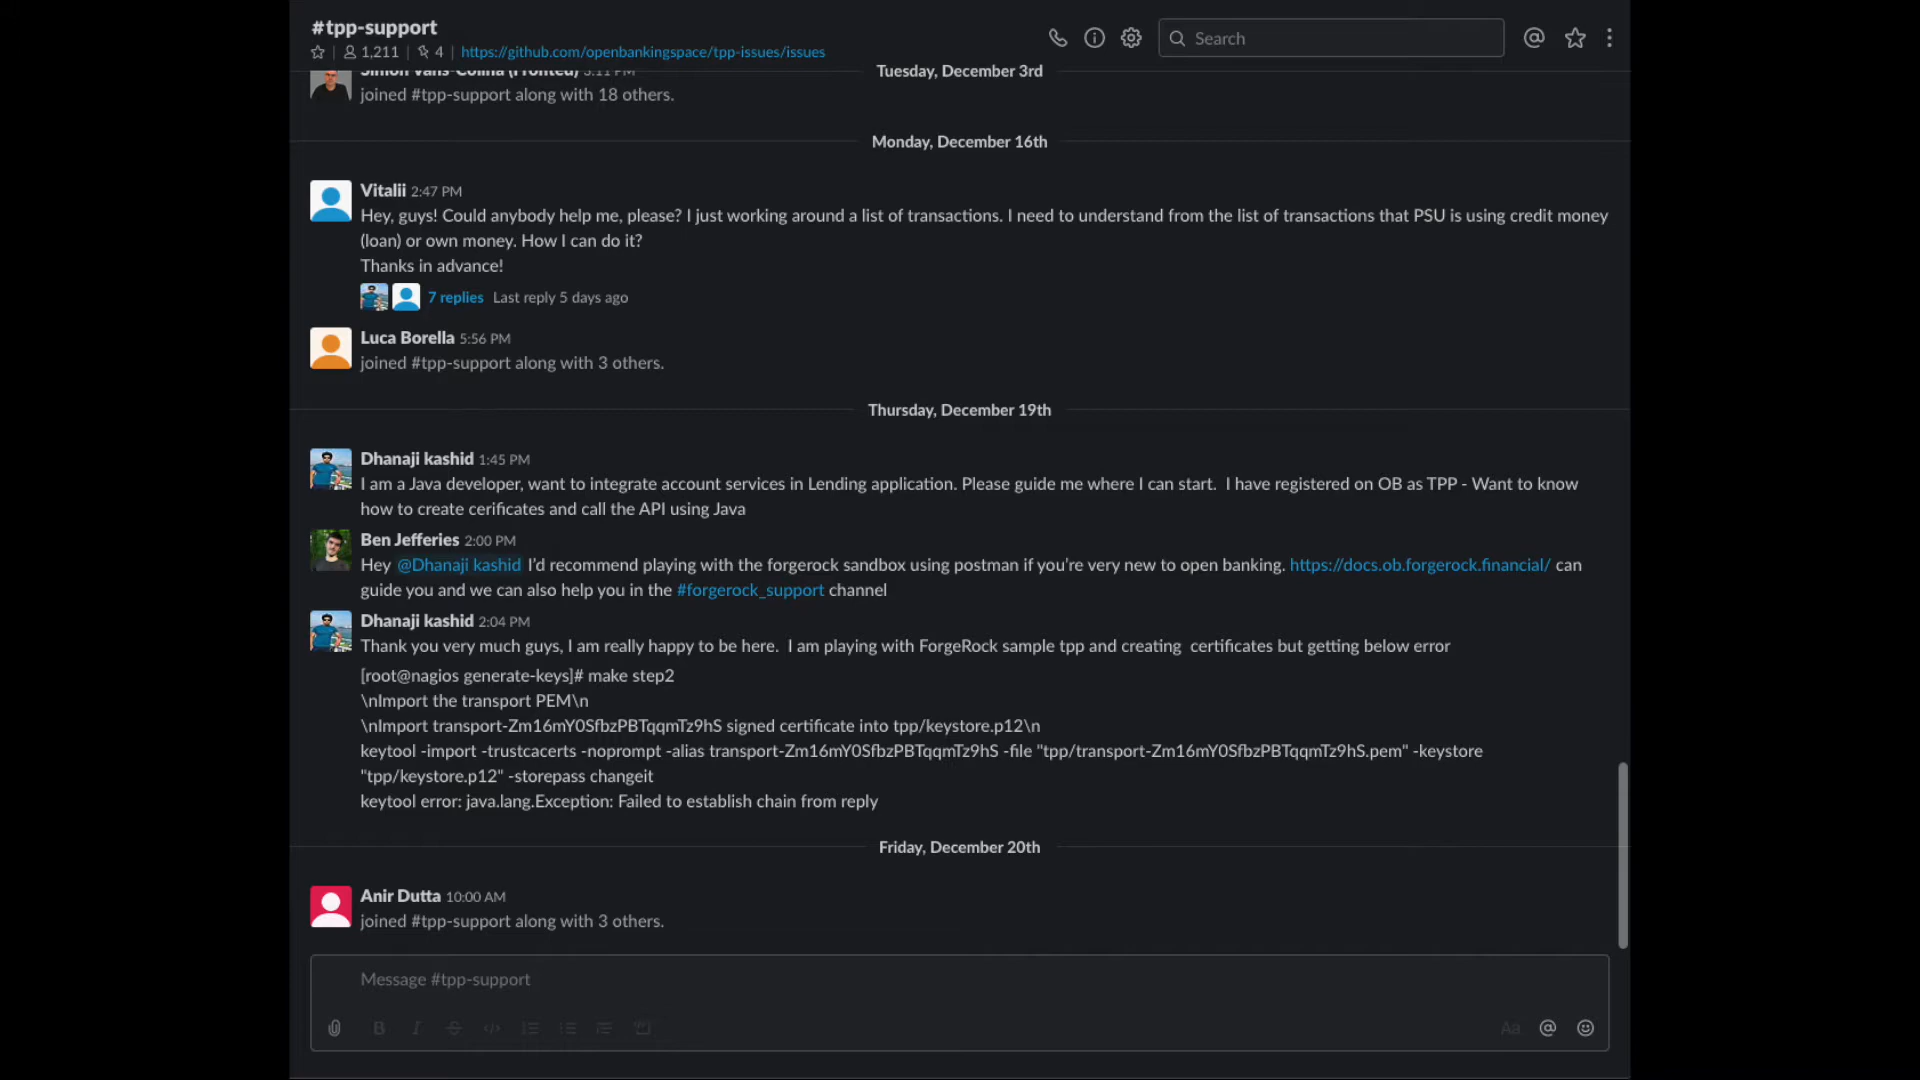 #tpp-support
1,211 | 4 | https://github.com/openbankingspace/tpp-issues/issues
Search
Tuesday, December 3rd
Simon Vans-Colina (Fronted) 3:11 PM
joined #tpp-support along with 18 others.
Monday, December 16th
Vitalii 2:47 PM
Hey, guys! Could anybody help me, please? I just working around a list of transactions. I need to understand from the list of transactions that PSU is using credit money
(loan) or own money. How I can do it?
Thanks in advance!
7 replies Last reply 5 days ago
Luca Borella 5:56 PM
joined #tpp-support along with 3 others.
Thursday, December 19th
Dhanaji kashid 1:45 PM
I am a Java developer, want to integrate account services in Lending application. Please guide me where I can start.  I have registered on OB as TPP - Want to know
how to create cerificates and call the API using Java
Ben Jefferies 2:00 PM
Hey @Dhanaji kashid I'd recommend playing with the forgerock sandbox using postman if you're very new to open banking. https://docs.ob.forgerock.financial/ can
guide you and we can also help you in the #forgerock_support channel
Dhanaji kashid 2:04 PM
Thank you very much guys, I am really happy to be here.  I am playing with ForgeRock sample tpp and creating  certificates but getting below error
[root@nagios generate-keys]# make step2
\nImport the transport PEM\n
\nImport transport-Zm16mY0SfbzPBTqqmTz9hS signed certificate into tpp/keystore.p12\n
keytool -import -trustcacerts -noprompt -alias transport-Zm16mY0SfbzPBTqqmTz9hS -file "tpp/transport-Zm16mY0SfbzPBTqqmTz9hS.pem" -keystore
"tpp/keystore.p12" -storepass changeit
keytool error: java.lang.Exception: Failed to establish chain from reply
Friday, December 20th
Anir Dutta 10:00 AM
joined #tpp-support along with 3 others.
Message #tpp-support
B I S </> Aa @